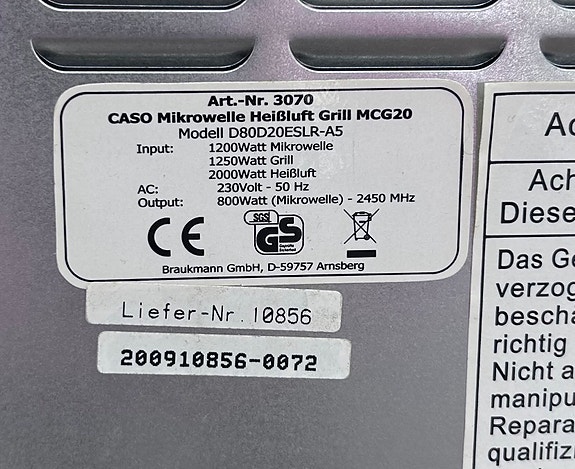 Art.-Nr. 3070
CASO Mikrowelle Heißluft Grill MCG20
Modell D80D20ESLR-A5
Input: 1200Watt Mikrowelle
1250Watt Grill
2000Watt Heißluft
AC: 230Volt - 50 Hz
Output: 800Watt (Mikrowelle) - 2450 MHz
CE
SGS
GS
Geprüfte
Sicherheit
Braukmann GmbH, D-59757 Arnsberg
Liefer-Nr. 10856
200910856-0072
Ac
Ach
Diese
Das Ge
verzog
bescha
richtig
Nicht a
manipu
Repara
qualifiz